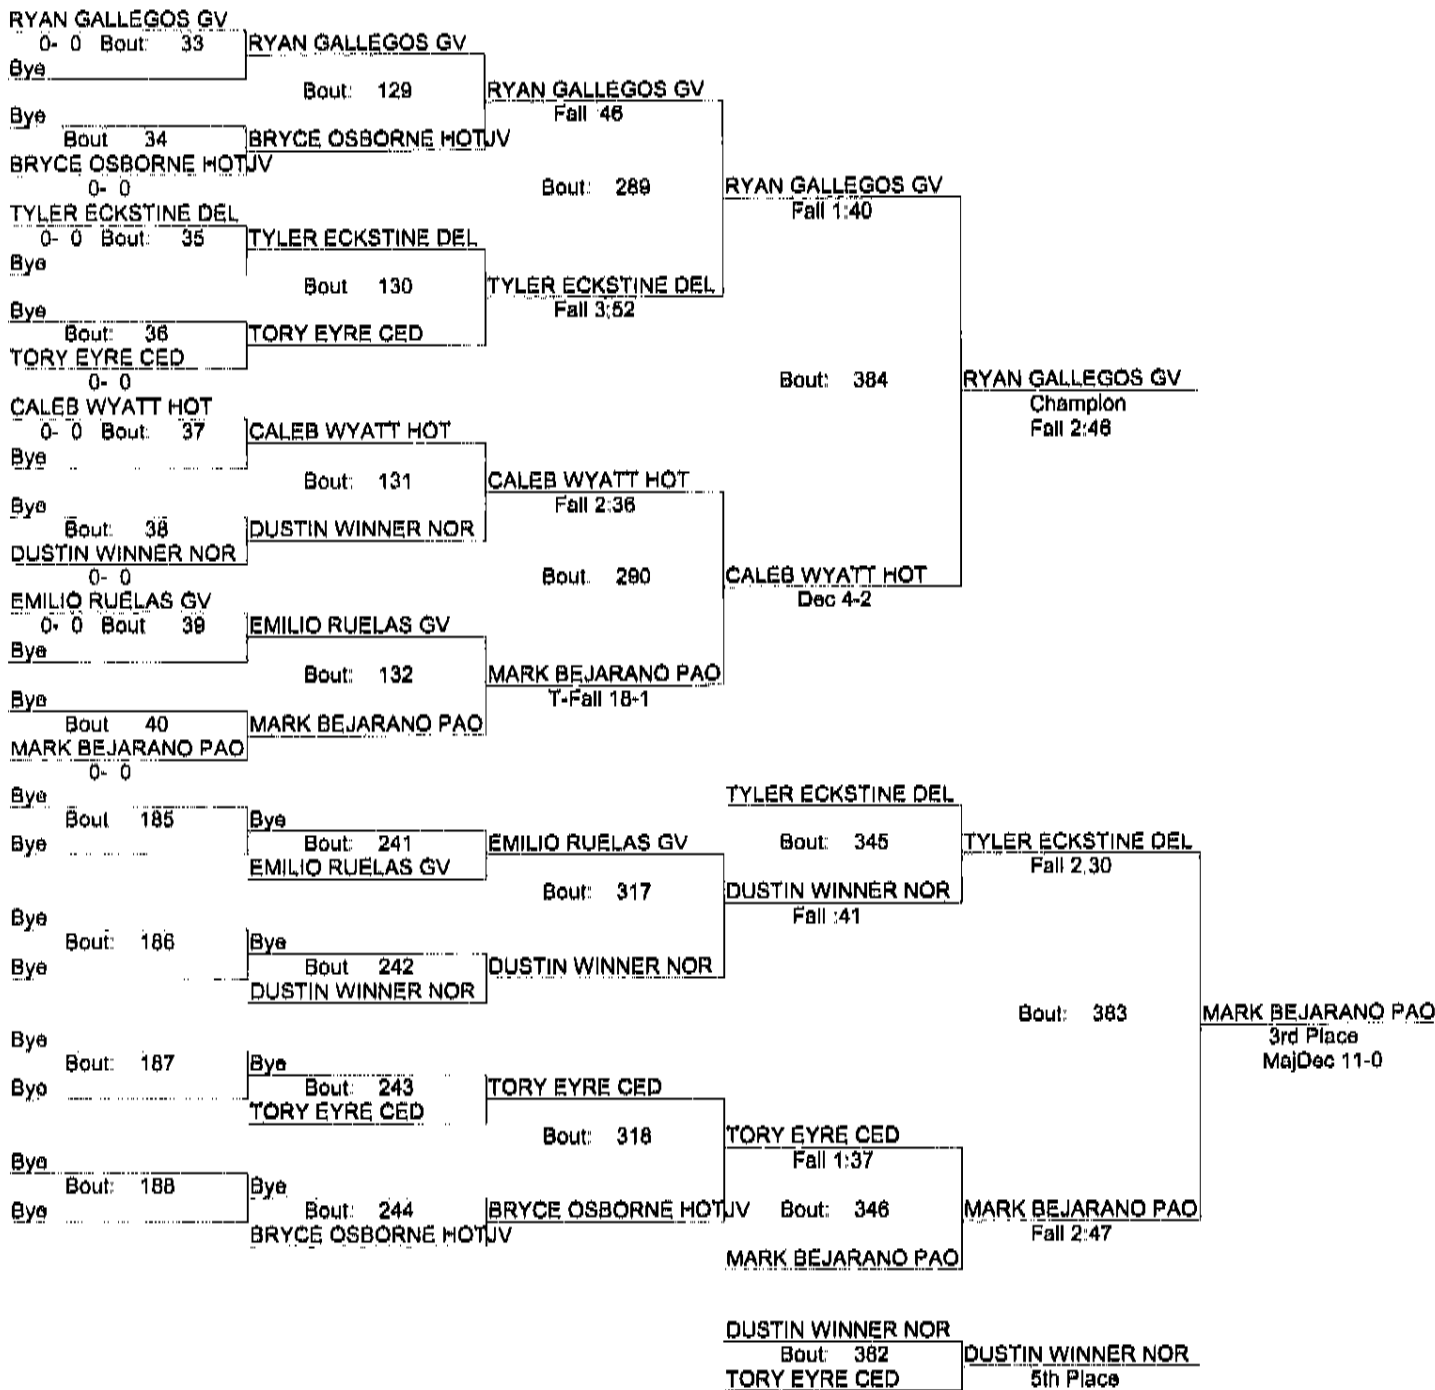 RYAN GALLEGOS GV
0- 0 Bout: 33
RYAN GALLEGOS GV
Bye
Bout: 129
RYAN GALLEGOS GV
Fall :46
Bye
Bout 34
BRYCE OSBORNE HOTJV
BRYCE OSBORNE HOTJV
0- 0
Bout: 289
RYAN GALLEGOS GV
Fall 1:40
TYLER ECKSTINE DEL
0- 0 Bout: 35
TYLER ECKSTINE DEL
Bye
Bout 130
TYLER ECKSTINE DEL
Fall 3:52
Bye
Bout: 36
TORY EYRE CED
TORY EYRE CED
0- 0
Bout: 384
RYAN GALLEGOS GV
Champion
Fall 2:46
CALEB WYATT HOT
0- 0 Bout: 37
CALEB WYATT HOT
Bye
Bout: 131
CALEB WYATT HOT
Fall 2:36
Bye
Bout: 38
DUSTIN WINNER NOR
DUSTIN WINNER NOR
0- 0
Bout. 290
CALEB WYATT HOT
Dec 4-2
EMILIO RUELAS GV
0- 0 Bout 39
EMILIO RUELAS GV
Bye
Bout: 132
MARK BEJARANO PAO
T-Fall 18-1
Bye
Bout 40
MARK BEJARANO PAO
MARK BEJARANO PAO
0- 0
Bye
Bout 185
Bye
Bye
Bout: 241
EMILIO RUELAS GV
EMILIO RUELAS GV
TYLER ECKSTINE DEL
Bout: 345
TYLER ECKSTINE DEL
Fall 2,30
Bout: 317
DUSTIN WINNER NOR
Fall :41
Bye
Bout: 186
Bye
Bye
Bout 242
DUSTIN WINNER NOR
DUSTIN WINNER NOR
Bout: 383
MARK BEJARANO PAO
3rd Place
MajDec 11-0
Bye
Bout: 187
Bye
Bye
Bout: 243
TORY EYRE CED
TORY EYRE CED
Bout: 318
TORY EYRE CED
Fall 1:37
Bye
Bout: 188
Bye
Bye
Bout: 244
BRYCE OSBORNE HOTJV
BRYCE OSBORNE HOTJV
Bout: 346
MARK BEJARANO PAO
Fall 2:47
MARK BEJARANO PAO
DUSTIN WINNER NOR
Bout: 382
DUSTIN WINNER NOR
TORY EYRE CED
5th Place